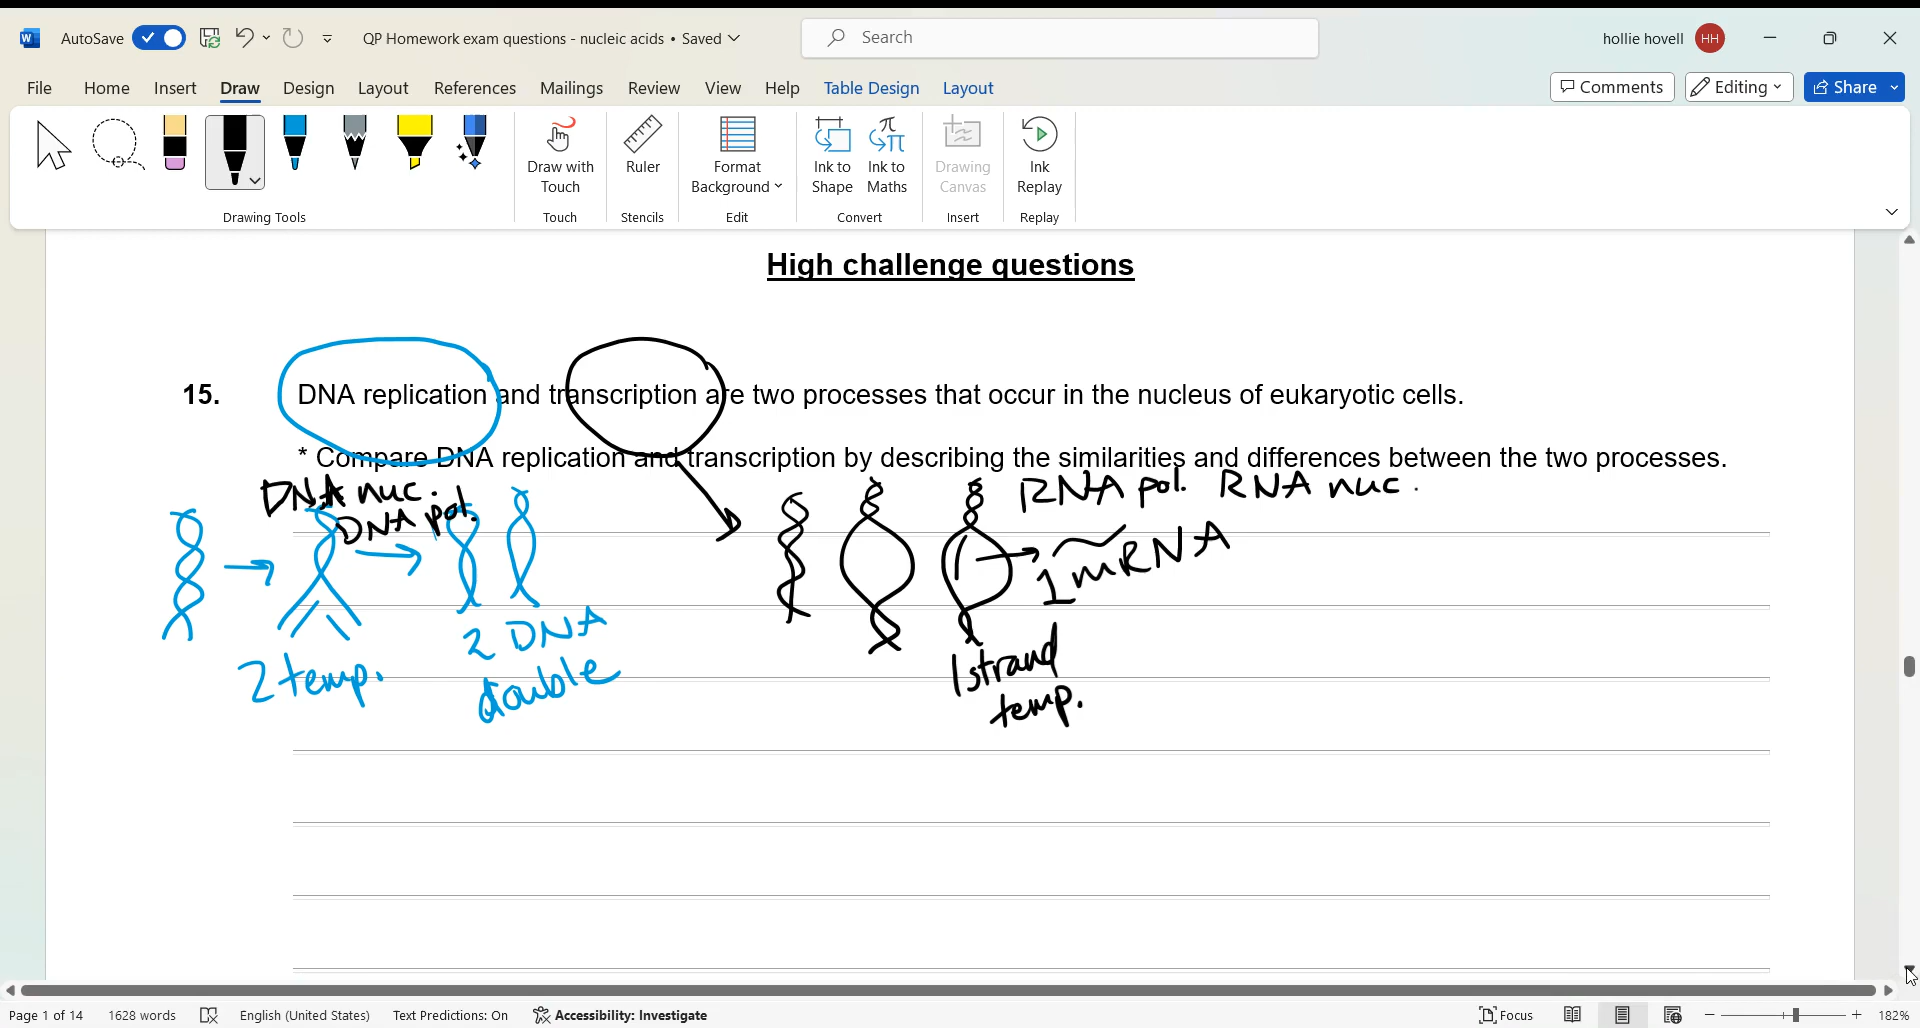 AutoSave
QP Homework exam questions - nucleic acids • Saved
Search
hollie hovell
HH
File Home Insert Draw Design Layout References Mailings Review View Help Table Design Layout
Comments Editing Share
Draw with Touch
Ruler
Format Background
Ink to Shape
Ink to Maths
Drawing Canvas
Ink Replay
Drawing Tools Touch Stencils Edit Convert Insert Replay
High challenge questions
15. DNA replication and transcription are two processes that occur in the nucleus of eukaryotic cells.
* Compare DNA replication and transcription by describing the similarities and differences between the two processes.
DNA nuc.
DNA pol.
RNA pol. RNA nuc.
1 mRNA
2 temp.
2 DNA
double
1 strand
temp.
Page 1 of 14 1628 words English (United States) Text Predictions: On Accessibility: Investigate Focus 182%